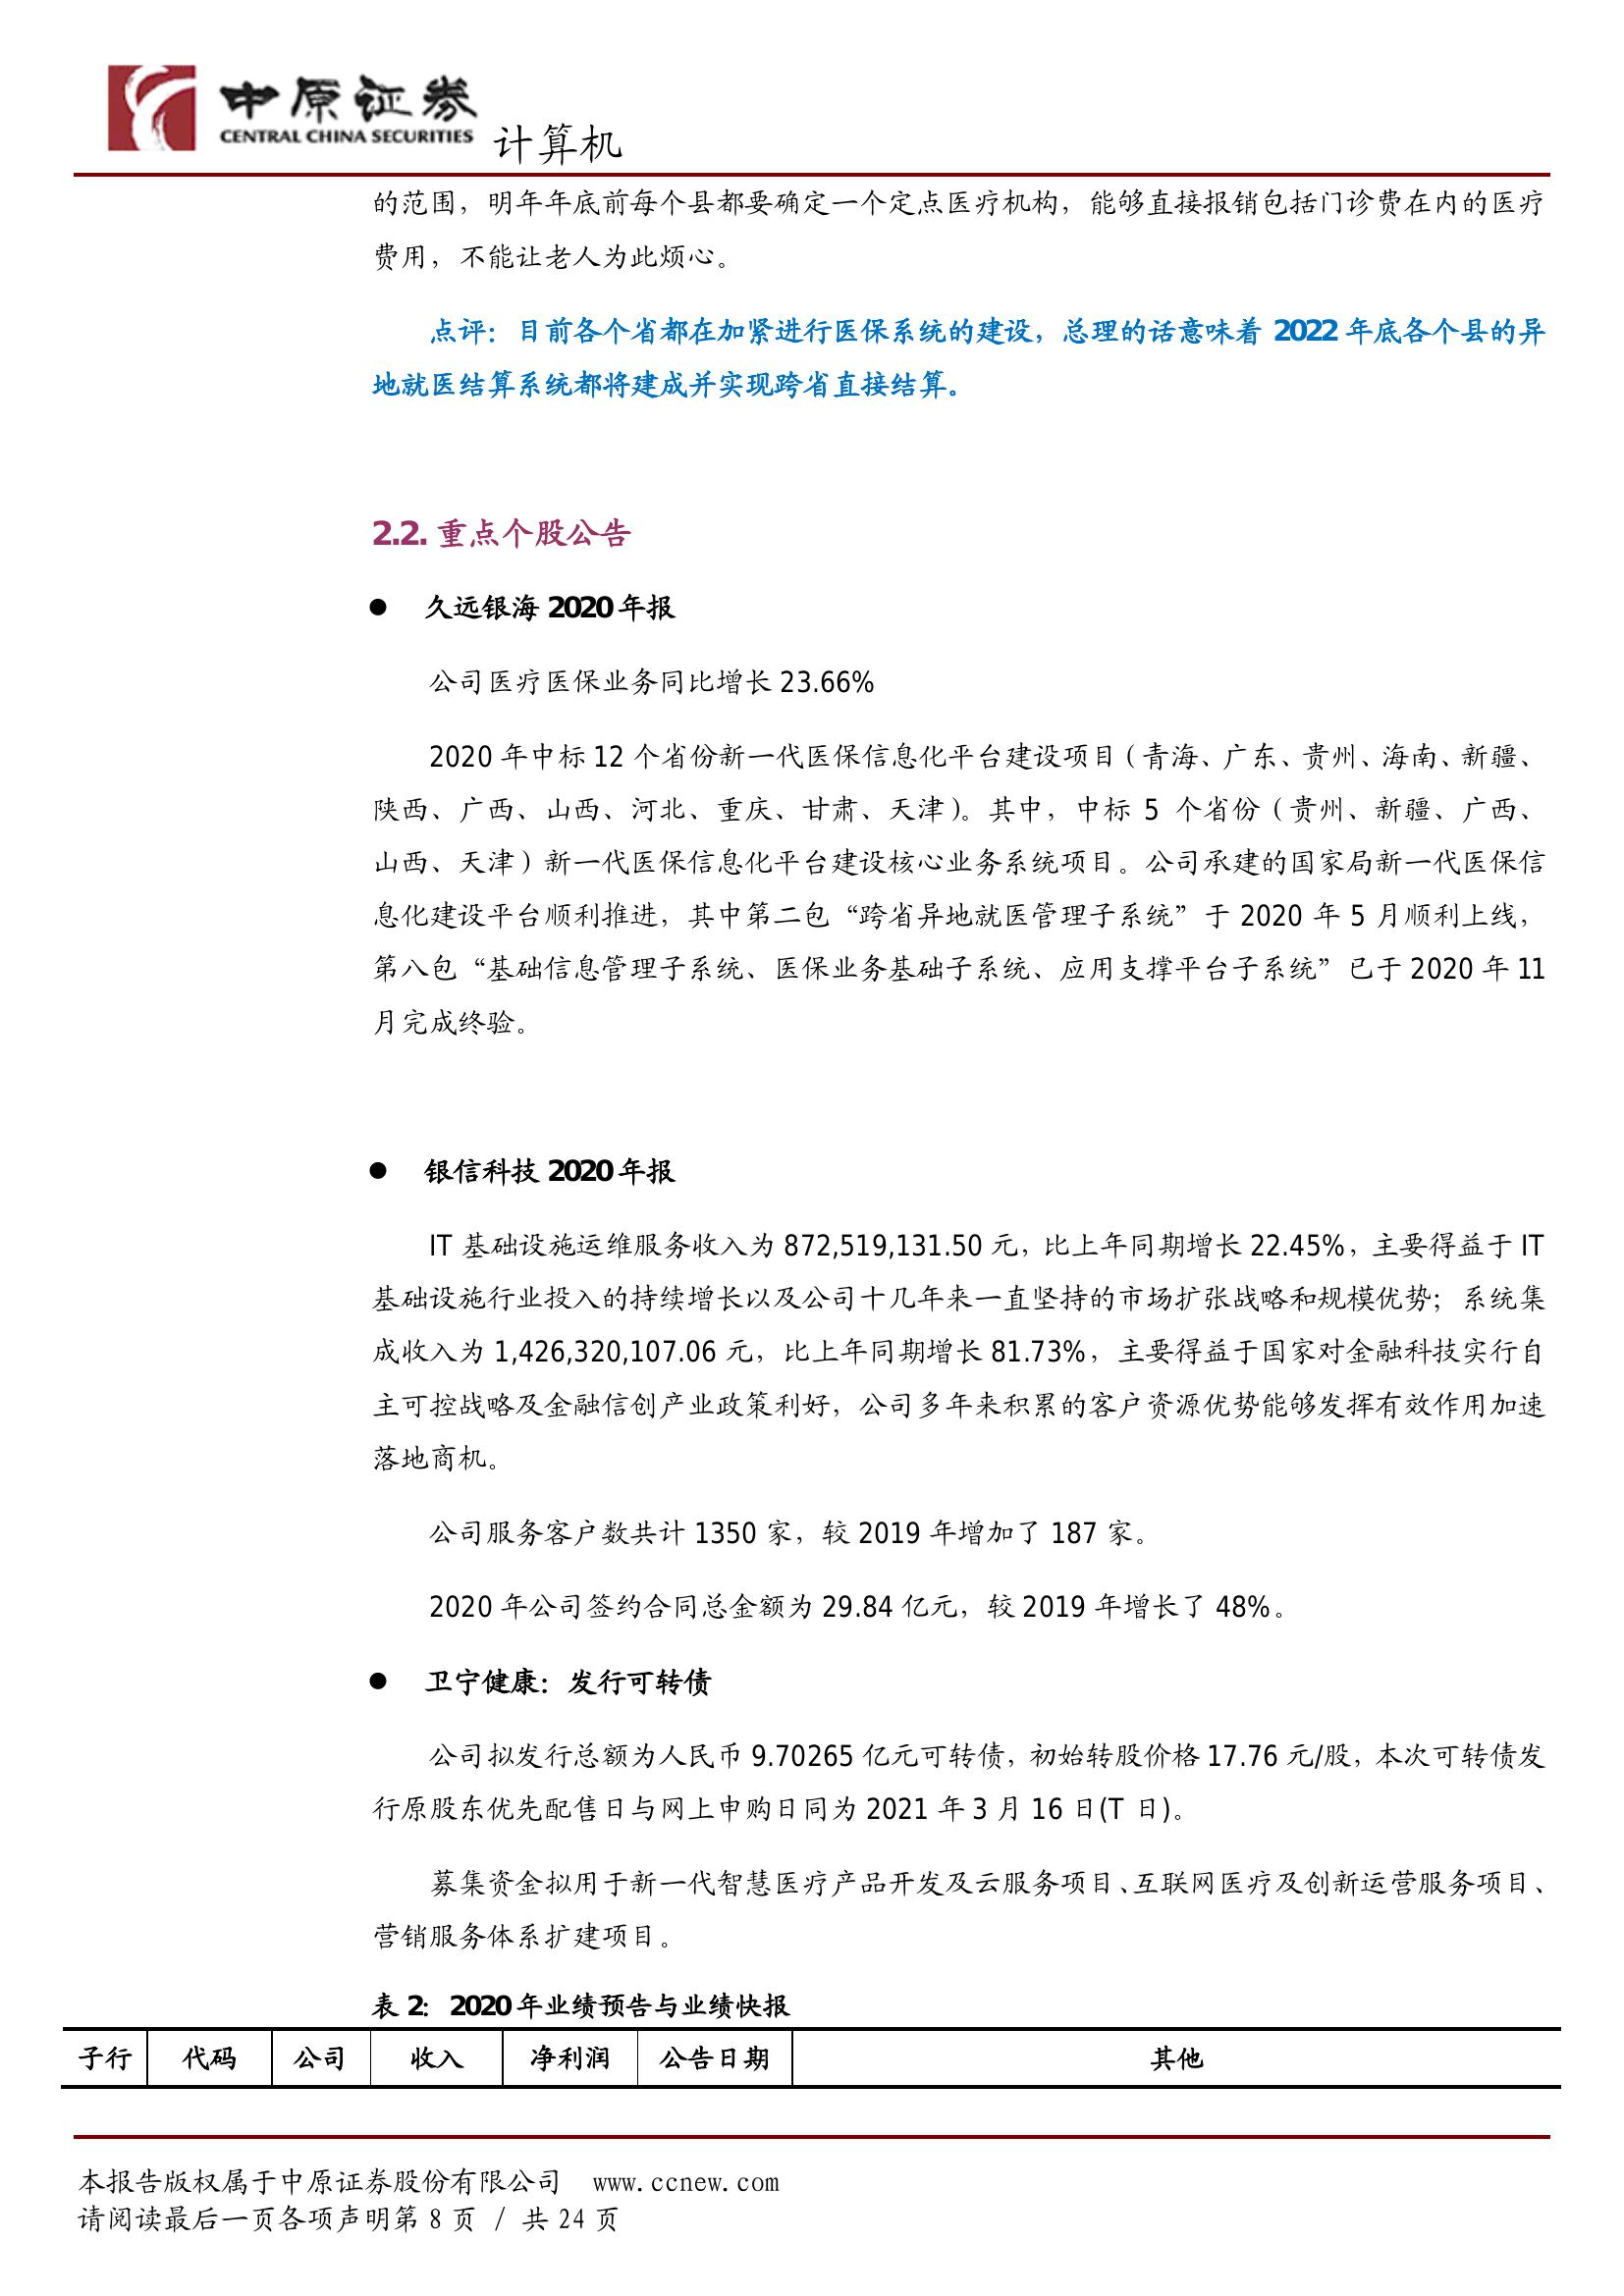 中原证券
CENTRAL CHINA SECURITIES
计算机
的范围，明年年底前每个县都要确定一个定点医疗机构，能够直接报销包括门诊费在内的医疗
费用，不能让老人为此烦心。
点评：目前各个省都在加紧进行医保系统的建设，总理的话意味着 2022 年底各个县的异
地就医结算系统都将建成并实现跨省直接结算。
2.2. 重点个股公告
● 久远银海 2020 年报
公司医疗医保业务同比增长 23.66%
2020 年中标 12 个省份新一代医保信息化平台建设项目（青海、广东、贵州、海南、新疆、
陕西、广西、山西、河北、重庆、甘肃、天津）。其中，中标 5 个省份（贵州、新疆、广西、
山西、天津）新一代医保信息化平台建设核心业务系统项目。公司承建的国家局新一代医保信
息化建设平台顺利推进，其中第二包“跨省异地就医管理子系统”于 2020 年 5 月顺利上线，
第八包“基础信息管理子系统、医保业务基础子系统、应用支撑平台子系统”已于 2020 年 11
月完成终验。
● 银信科技 2020 年报
IT 基础设施运维服务收入为 872,519,131.50 元，比上年同期增长 22.45%，主要得益于 IT
基础设施行业投入的持续增长以及公司十几年来一直坚持的市场扩张战略和规模优势；系统集
成收入为 1,426,320,107.06 元，比上年同期增长 81.73%，主要得益于国家对金融科技实行自
主可控战略及金融信创产业政策利好，公司多年来积累的客户资源优势能够发挥有效作用加速
落地商机。
公司服务客户数共计 1350 家，较 2019 年增加了 187 家。
2020 年公司签约合同总金额为 29.84 亿元，较 2019 年增长了 48%。
● 卫宁健康：发行可转债
公司拟发行总额为人民币 9.70265 亿元可转债，初始转股价格 17.76 元/股，本次可转债发
行原股东优先配售日与网上申购日同为 2021 年 3 月 16 日(T 日)。
募集资金拟用于新一代智慧医疗产品开发及云服务项目、互联网医疗及创新运营服务项目、
营销服务体系扩建项目。
表 2： 2020 年业绩预告与业绩快报
子行 代码 公司 收入 净利润 公告日期 其他
本报告版权属于中原证券股份有限公司 www.ccnew.com
请阅读最后一页各项声明第 8 页 / 共 24 页